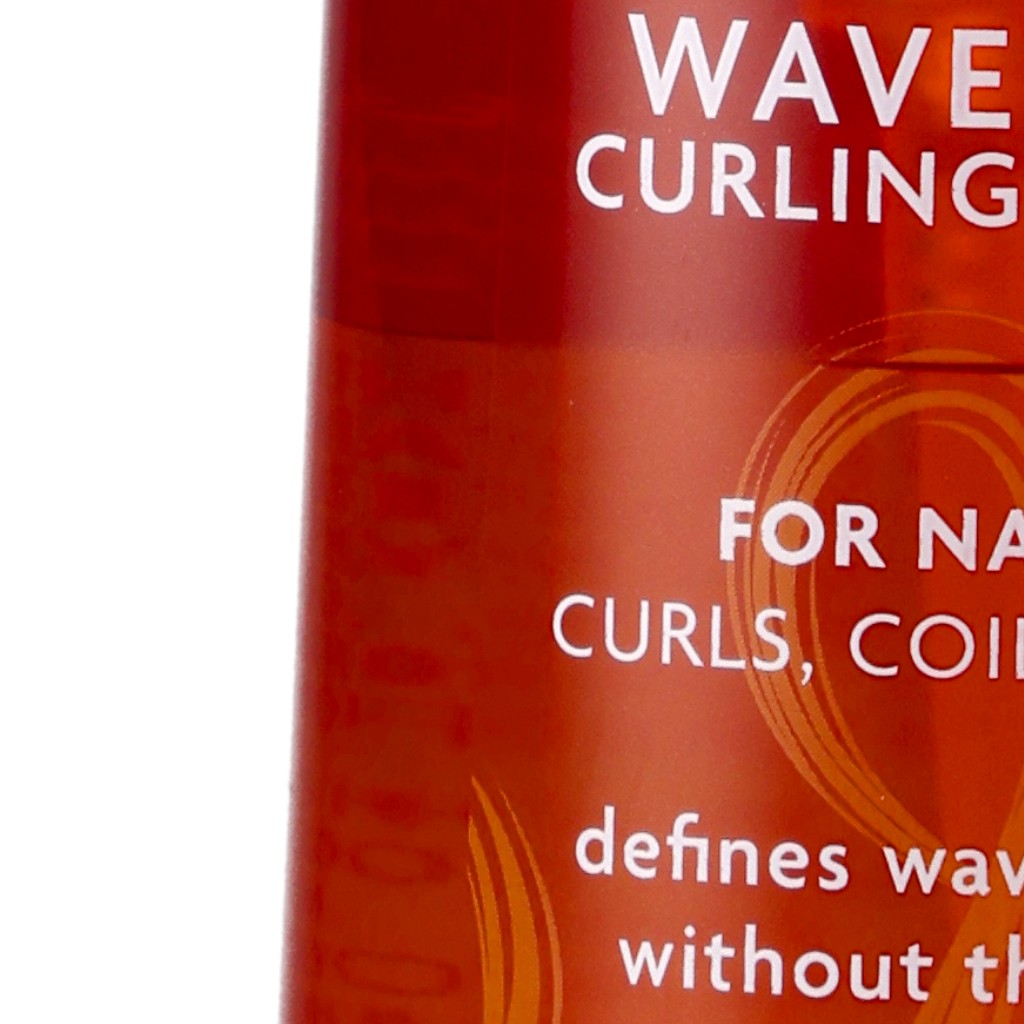 WAVE
CURLING
FOR NA
CURLS, COI
defines wav
without th